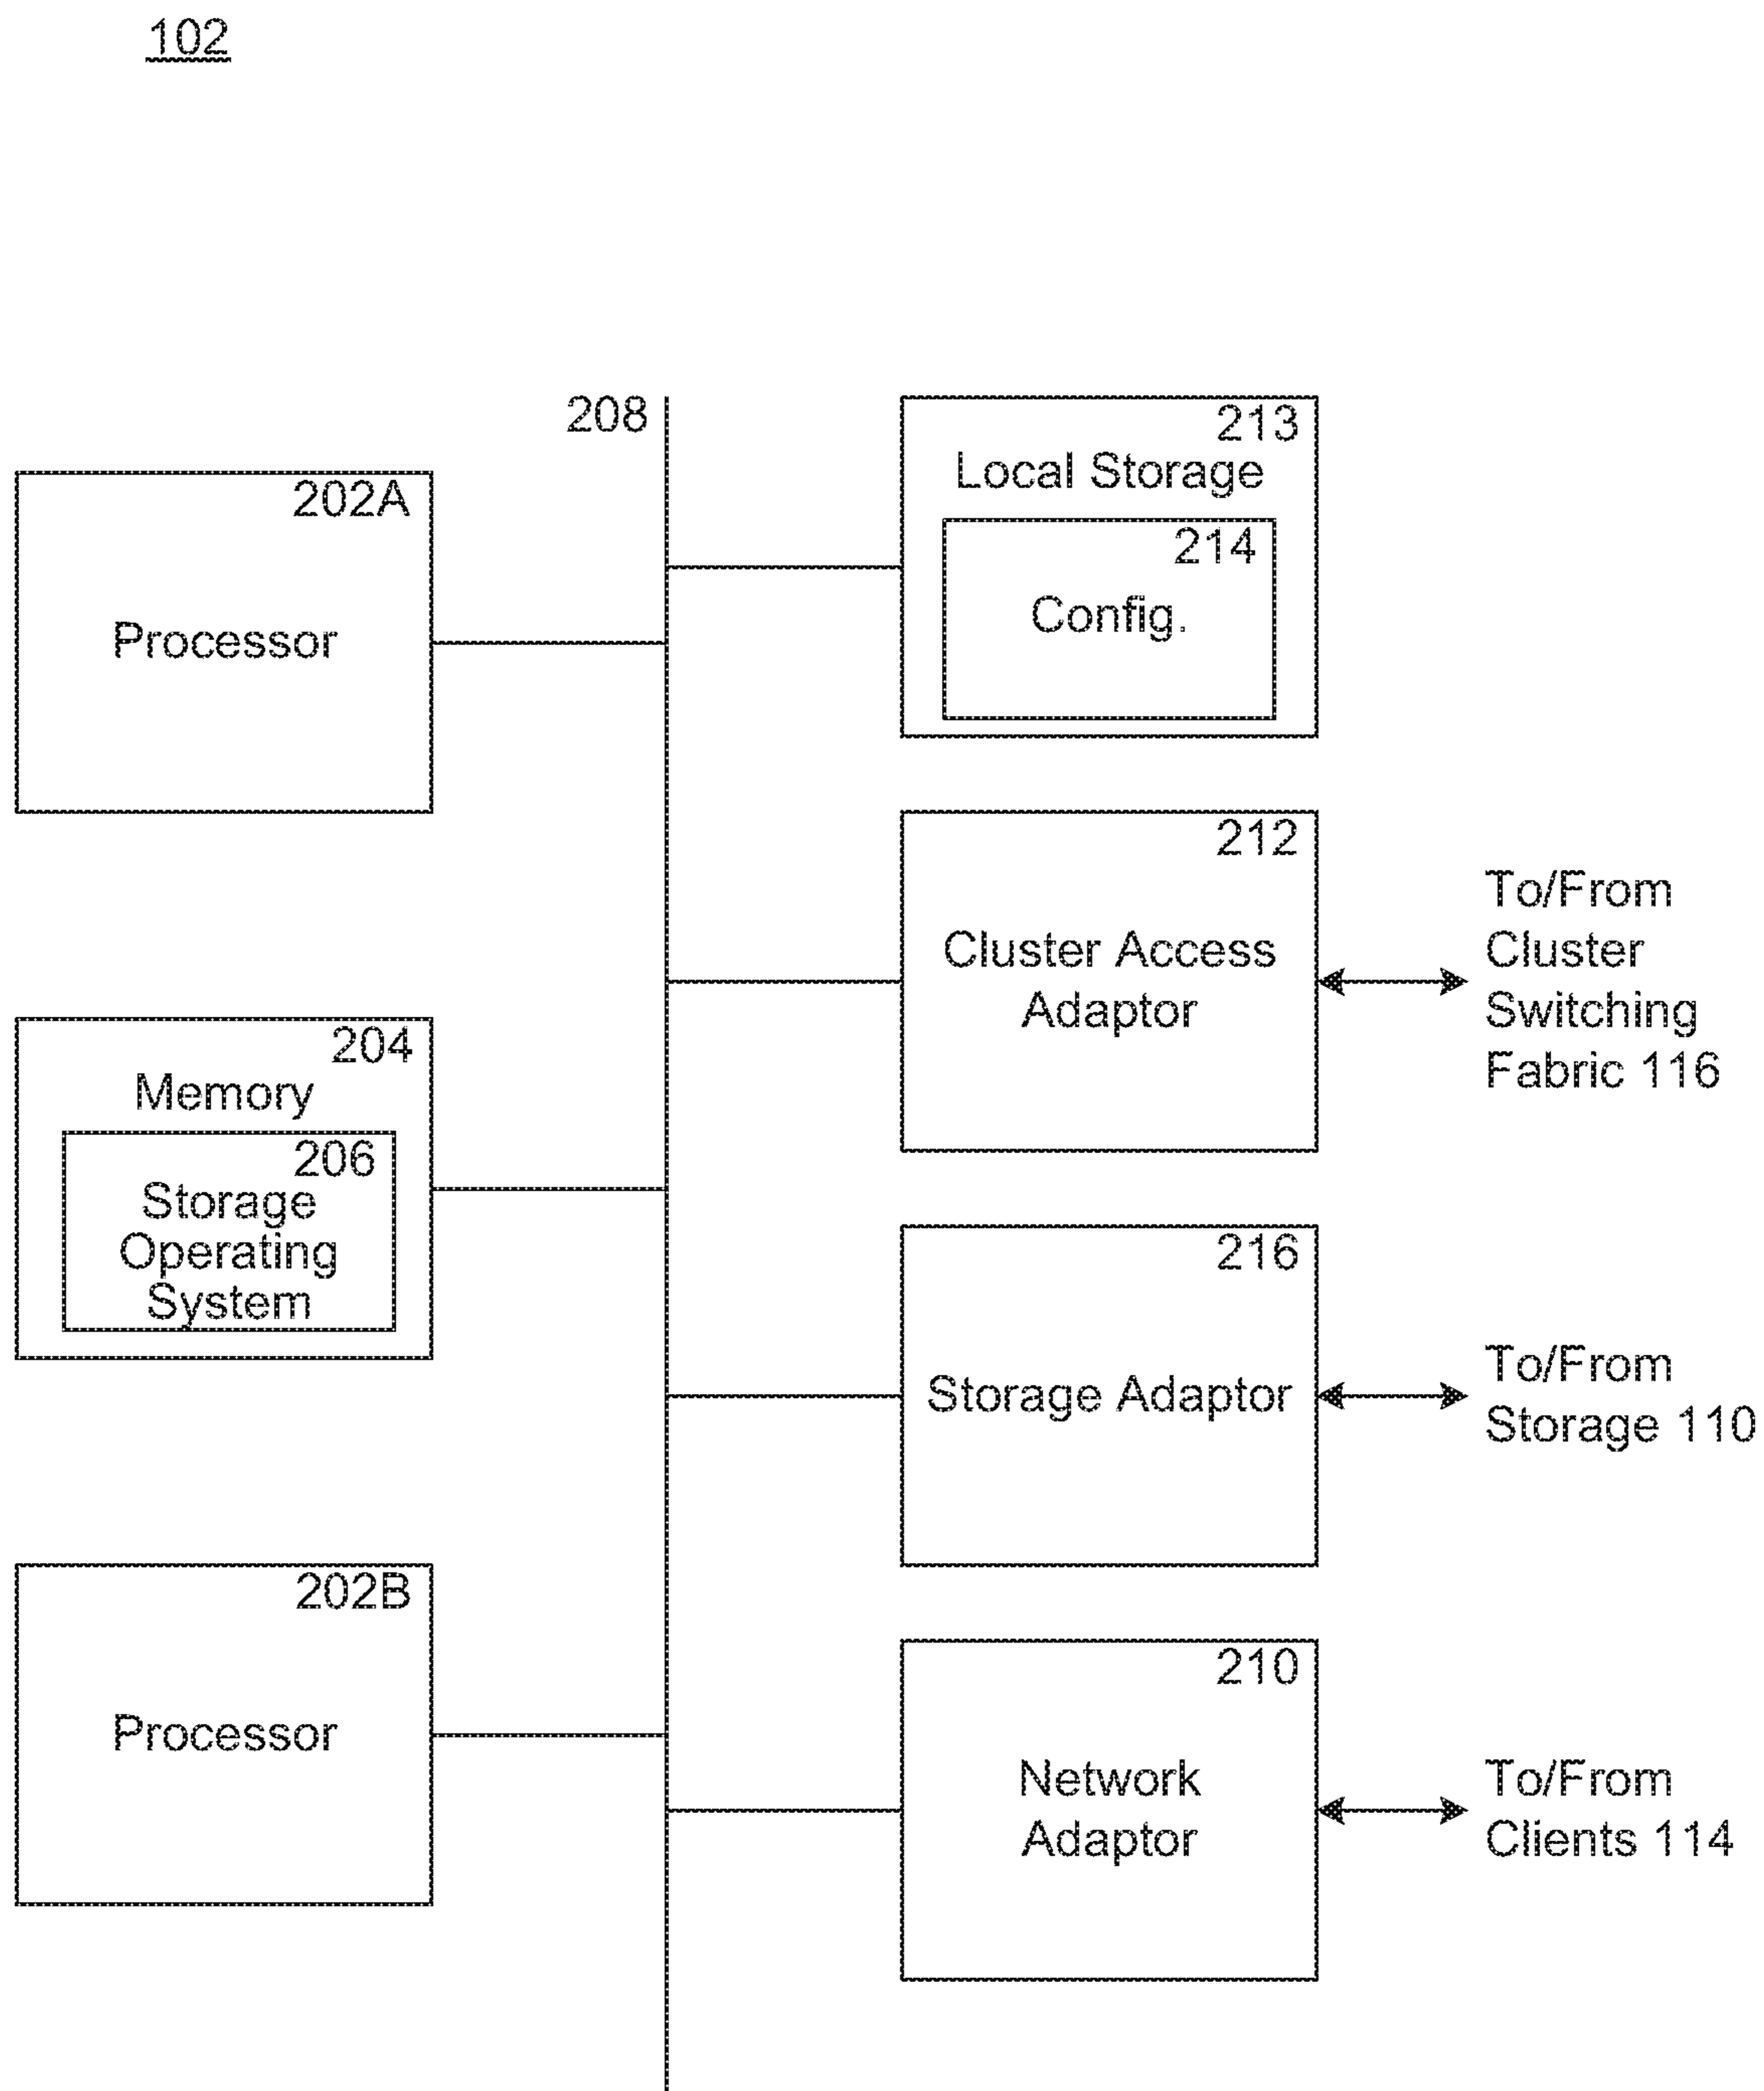 102
208
202A
Processor
204
Memory
206
Storage
Operating
System
202B
Processor
213
Local Storage
214
Config.
212
Cluster Access
Adaptor
To/From
Cluster
Switching
Fabric 116
216
Storage Adaptor
To/From
Storage 110
210
Network
Adaptor
To/From
Clients 114